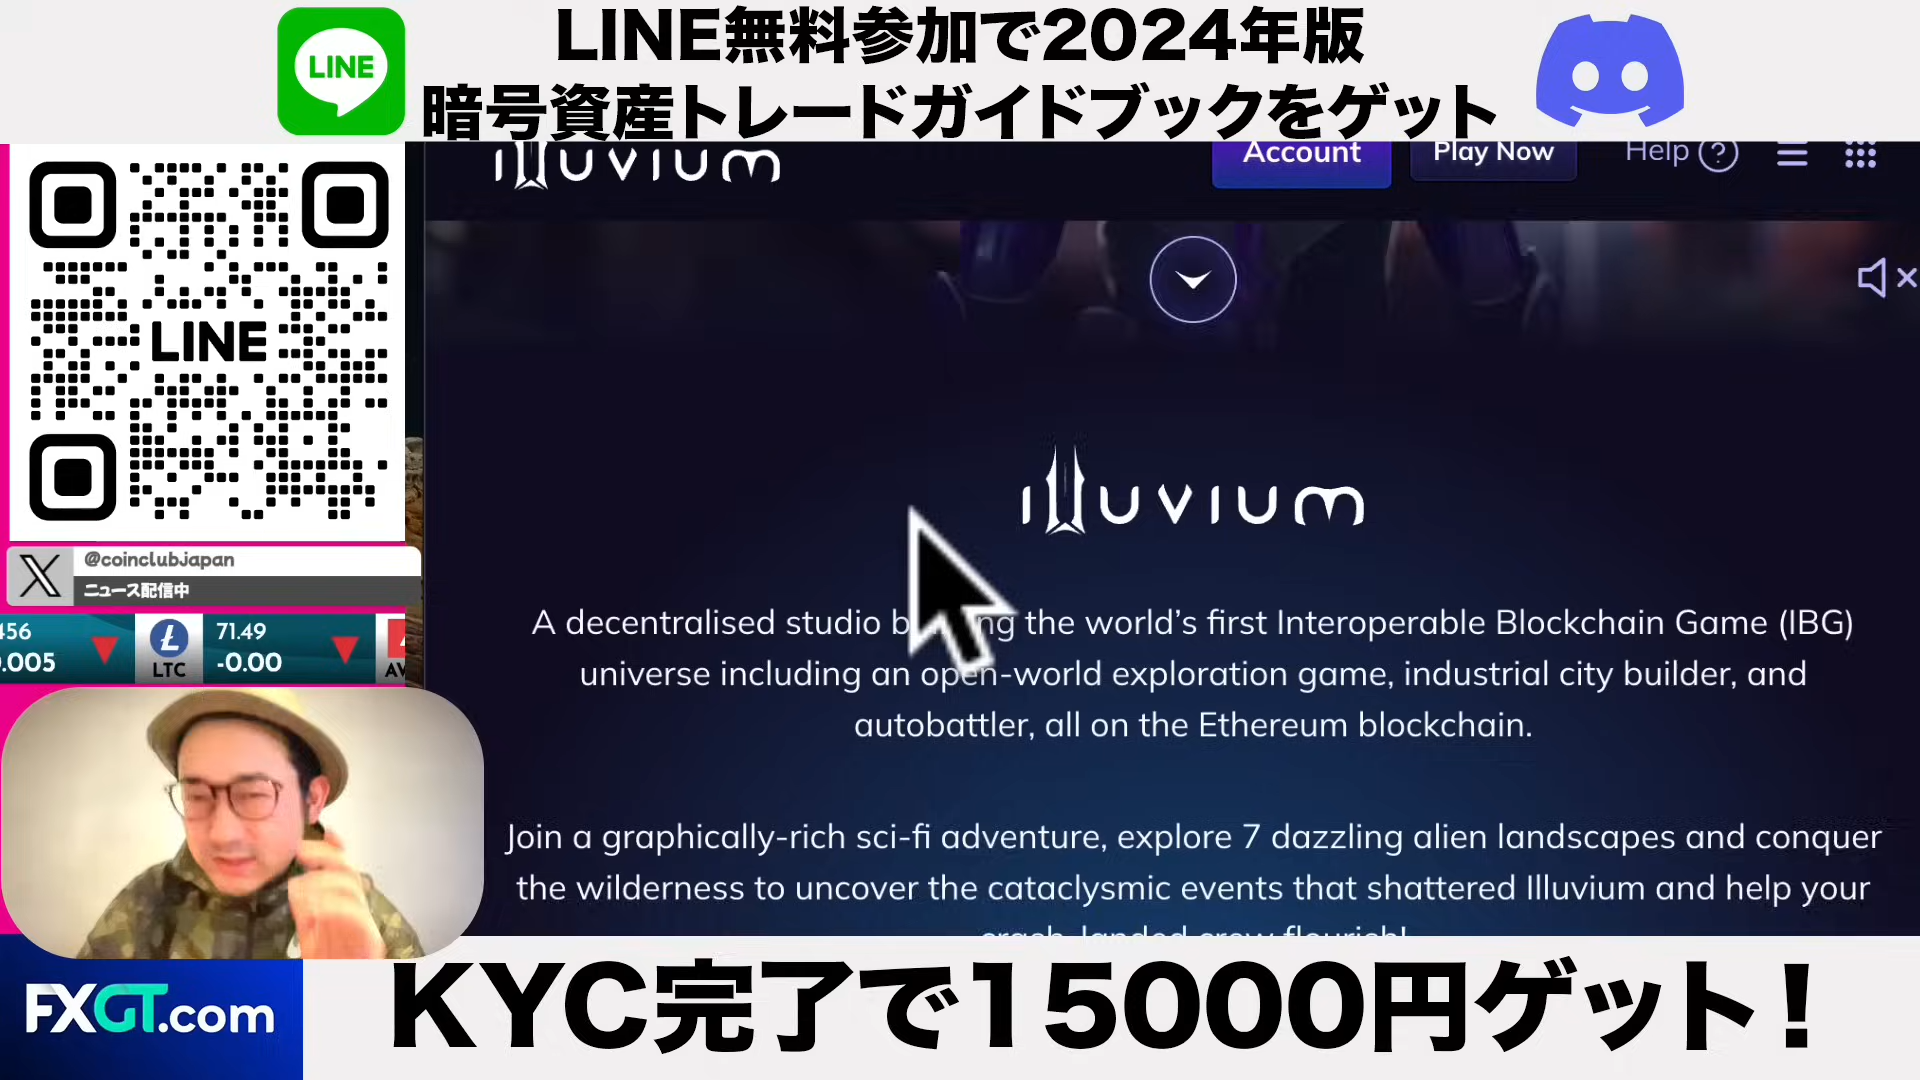 LINE無料参加で2024年版
LINE
暗号資産トレードガイドブックをゲット
illuvium
Account
Play Now
Help ?
LINE
illuvium
@coinclubjapan
ニュース配信中
A decentralised studio the world's first Interoperable Blockchain Game (IBG)
universe including an open-world exploration game, industrial city builder, and
autobattler, all on the Ethereum blockchain.
456
0.005
LTC
71.49
-0.00
AV
Join a graphically-rich sci-fi adventure, explore 7 dazzling alien landscapes and conquer
the wilderness to uncover the cataclysmic events that shattered Illuvium and help your
crash-landed crew flourish!
FXGT.com
KYC完了で15000円ゲット!